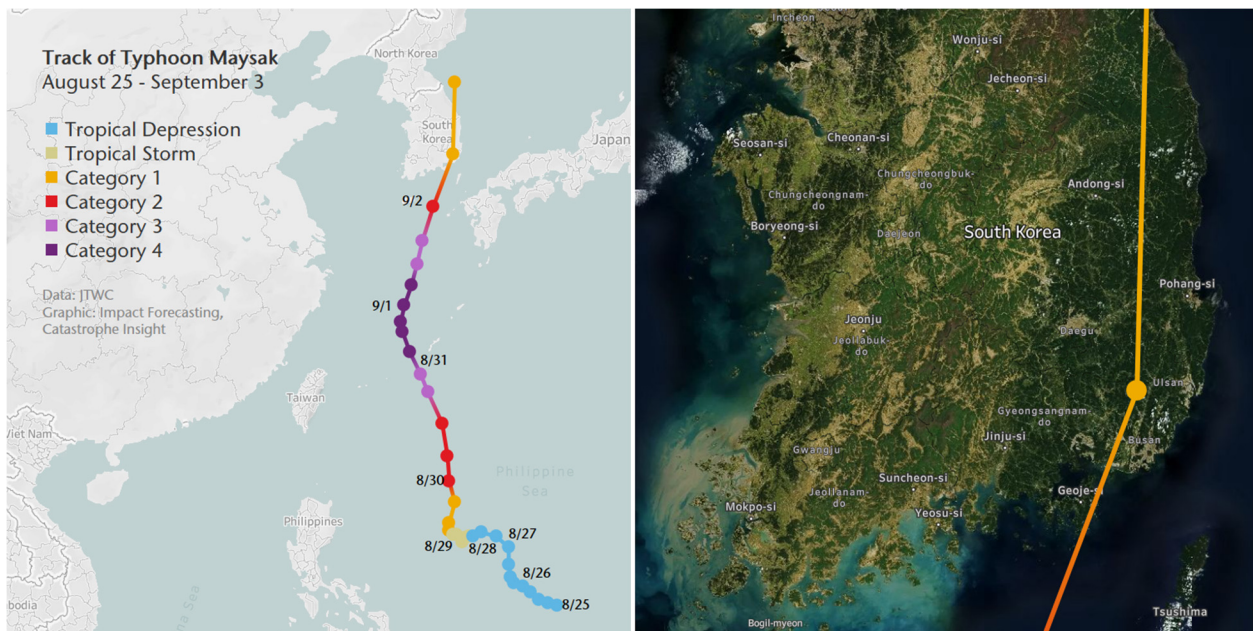 Track of Typhoon Maysak
August 25 - September 3
Tropical Depression
Tropical Storm
Category 1
Category 2
Category 3
Category 4
Data: JTWC
Graphic: Impact Forecasting,
Catastrophe Insight
North Korea
South
Korea
Japan
9/2
9/1
8/31
Taiwan
Viet Nam
Philippine
Sea
8/30
Philippines
8/29
8/28
8/27
8/26
8/25
Incheon
Wonju-si
Jecheon-si
Seosan-si
Cheonan-si
Chungcheongbuk-
do
Andong-si
Chungcheongnam-
do
Boryeong-si
Daejeon
South Korea
Pohang-si
Jeonju
Jeollabuk-
do
Daegu
Ulsan
Gyeongsangnam-
do
Jinju-si
Busan
Gwangju
Suncheon-si
Geoje-si
Jeollanam-
do
Mokpo-si
Yeosu-si
Tsushima
Bogil-myeon